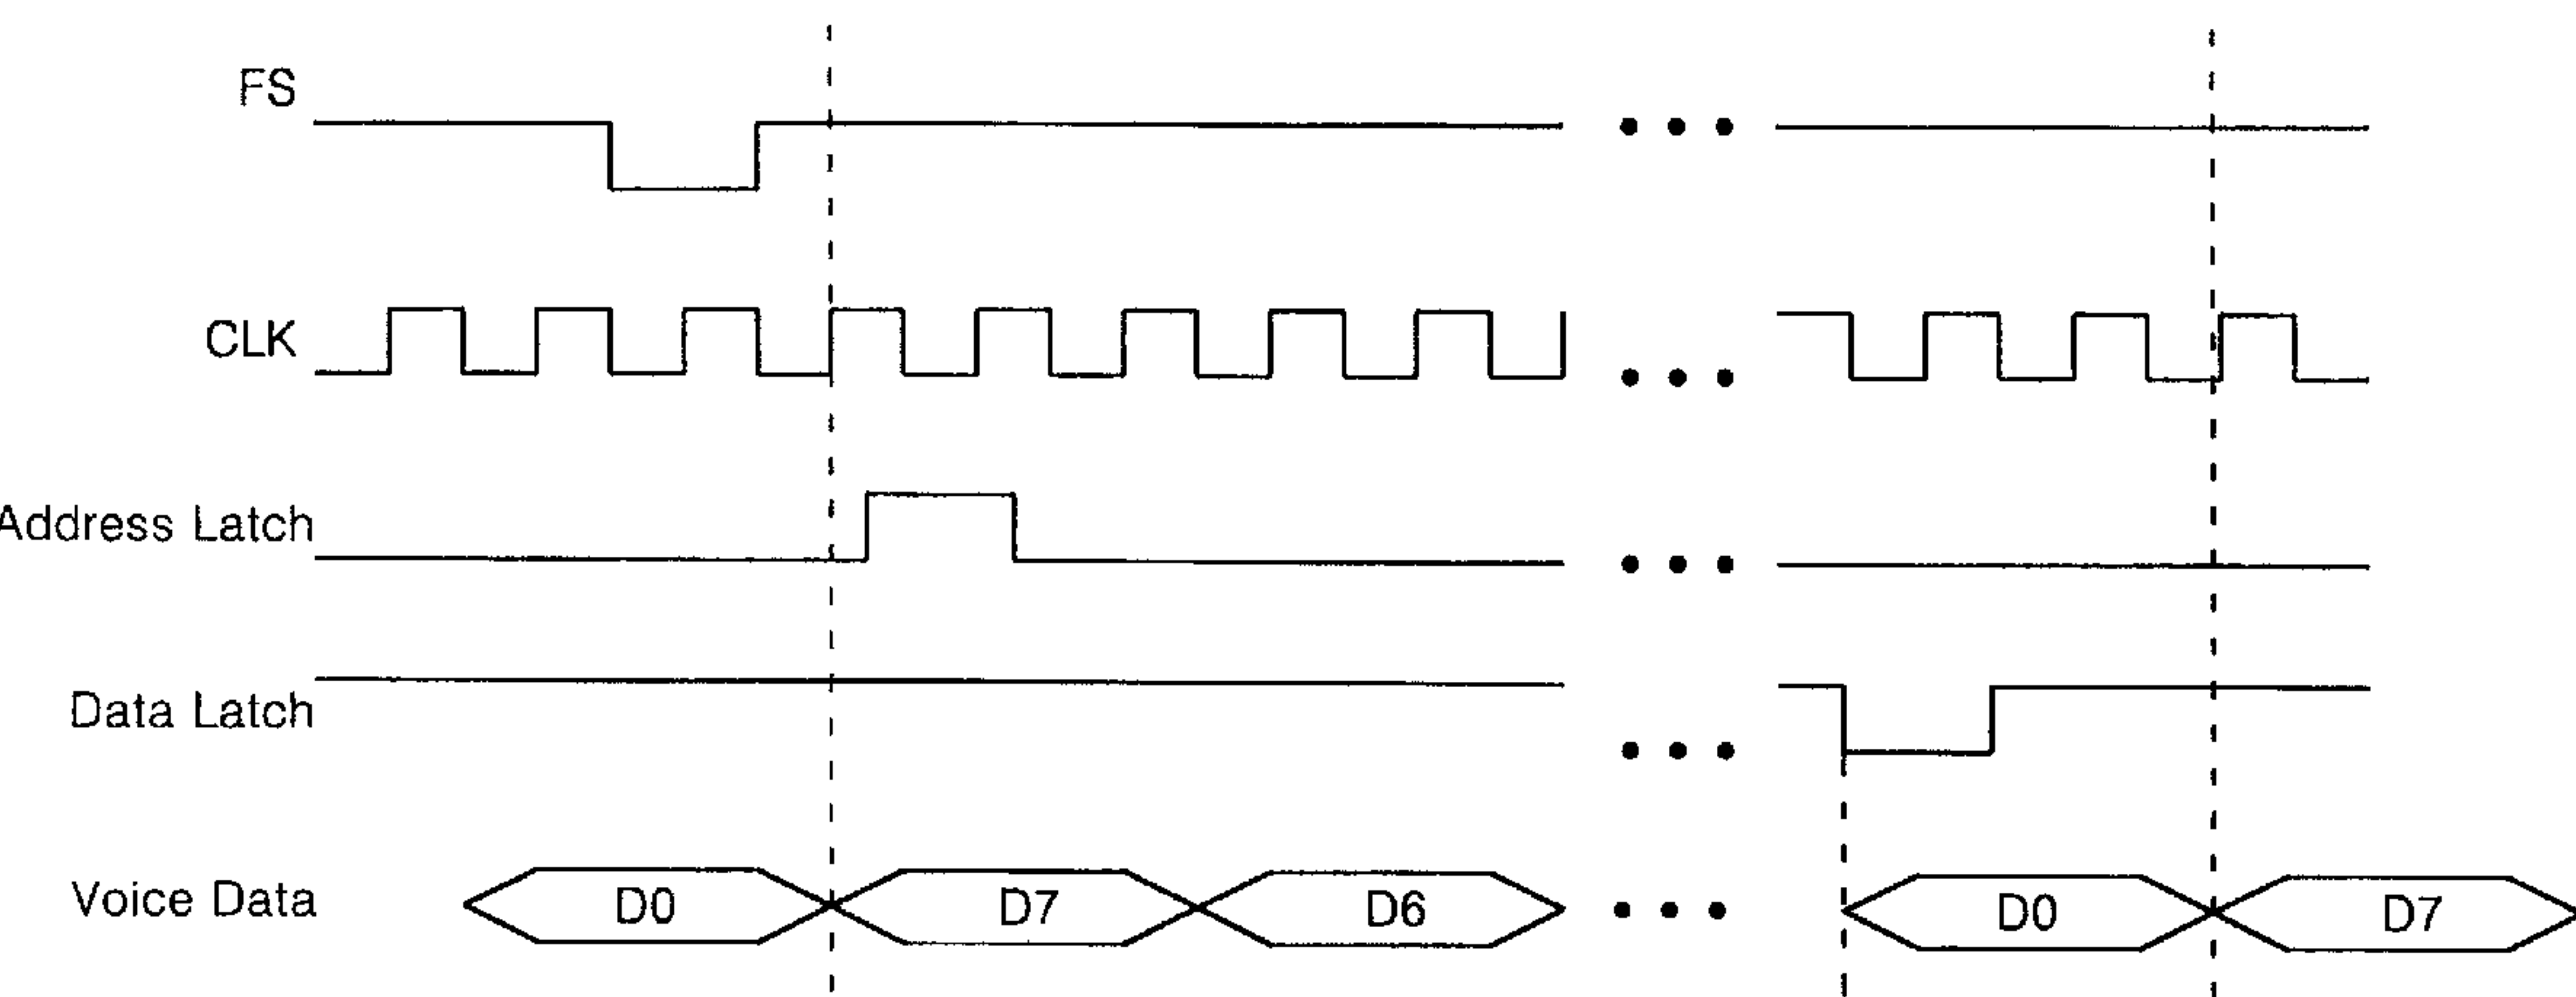 FS
CLK
Address Latch
Data Latch
Voice Data
D0
D7
D6
D0
D7